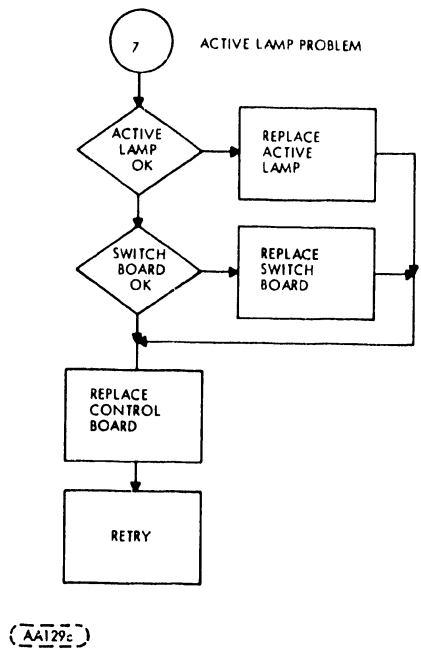 7
ACTIVE LAMP PROBLEM
ACTIVE
LAMP
OK
REPLACE
ACTIVE
LAMP
SWITCH
BOARD
OK
REPLACE
SWITCH
BOARD
REPLACE
CONTROL
BOARD
RETRY
AA129c